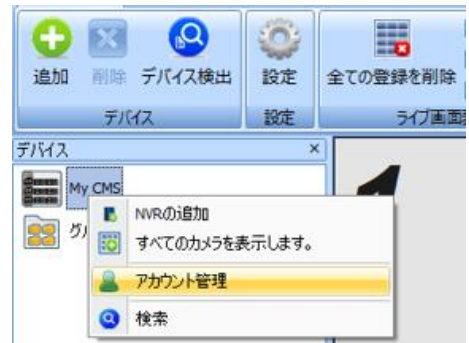 追加 削除 デバイス検出 設定 全ての登録を削除
デバイス 設定 ライブ画面
デバイス ×
My CMS
NVRの追加
すべてのカメラを表示します。
アカウント管理
検索